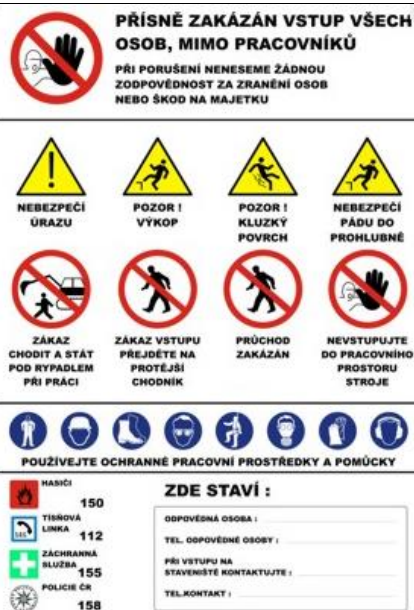 PŘÍSNĚ ZAKÁZÁN VSTUP VŠECH
OSOB, MIMO PRACOVNÍKŮ
PŘI PORUŠENÍ NENESEME ŽÁDNOU
ZODPOVĚDNOST ZA ZRANĚNÍ OSOB
NEBO ŠKOD NA MAJETKU
NEBEZPEČÍ
ÚRAZU
POZOR !
VÝKOP
POZOR !
KLUZKÝ
POVRCH
NEBEZPEČÍ
PÁDU DO
PROHLUBNĚ
ZÁKAZ
CHODIT A STÁT
POD RYPADLEM
PŘI PRÁCI
ZÁKAZ VSTUPU
PŘEJDĚTE NA
PROTĚJŠÍ
CHODNÍK
PRŮCHOD
ZAKÁZÁN
NEVSTUPUJTE
DO PRACOVNÍHO
PROSTORU
STROJE
POUŽÍVEJTE OCHRANNÉ PRACOVNÍ PROSTŘEDKY A POMŮCKY
HASIČI
150
SOS
TÍSŇOVÁ
LINKA 112
ZÁCHRANNÁ
SLUŽBA 155
POLICIE ČR
158
ZDE STAVÍ :
ODPOVĚDNÁ OSOBA :
TEL. ODPOVĚDNÉ OSOBY :
PŘI VSTUPU NA
STAVENIŠTĚ KONTAKTUJTE :
TEL.KONTAKT :